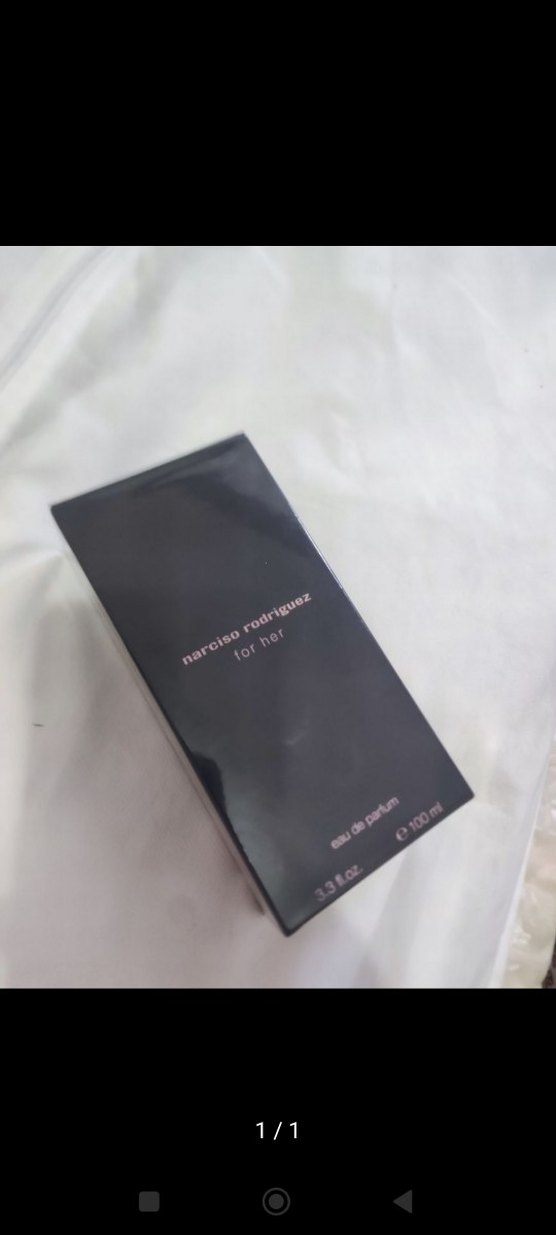 narciso rodriguez
for her
eau de parfum
3.3 fl.oz. e 100 ml
1 / 1